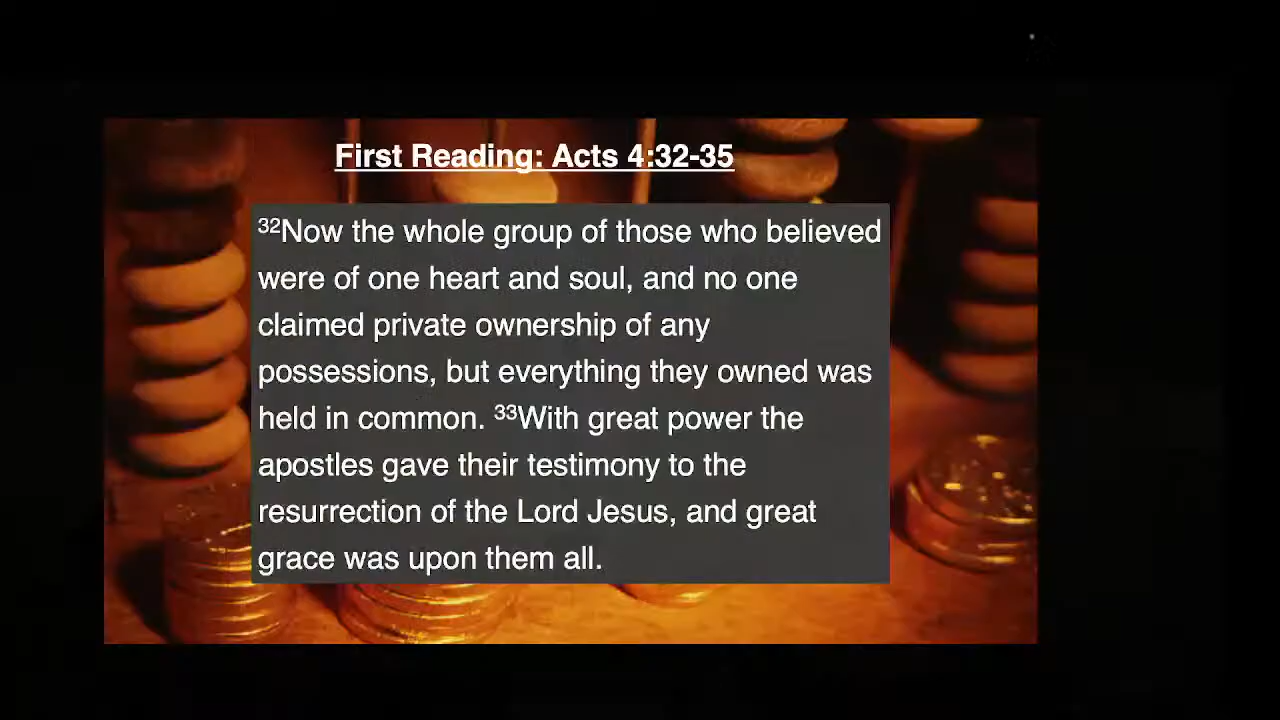 First Reading: Acts 4:32-35
³²Now the whole group of those who believed
were of one heart and soul, and no one
claimed private ownership of any
possessions, but everything they owned was
held in common. ³³With great power the
apostles gave their testimony to the
resurrection of the Lord Jesus, and great
grace was upon them all.